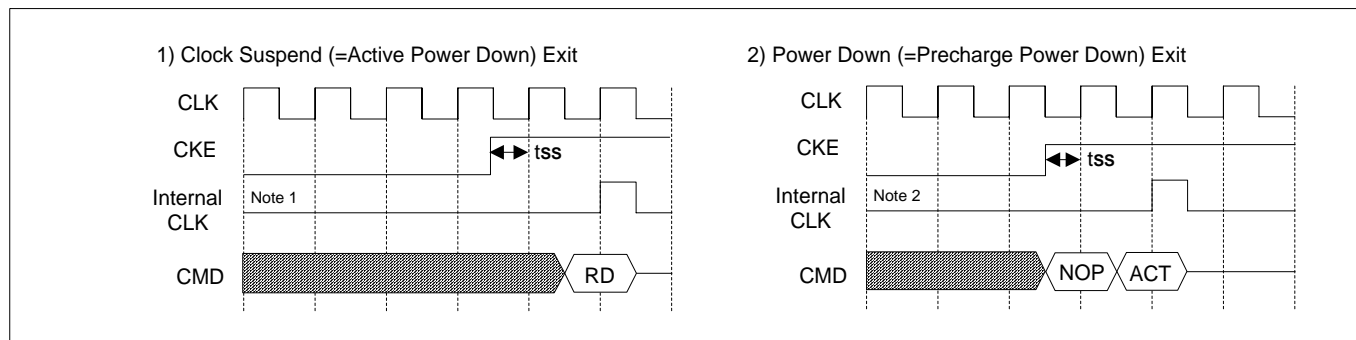 1) Clock Suspend (=Active Power Down) Exit
CLK
CKE
tss
Internal
CLK
Note 1
CMD
RD
2) Power Down (=Precharge Power Down) Exit
CLK
CKE
tss
Internal
CLK
Note 2
CMD
NOP
ACT